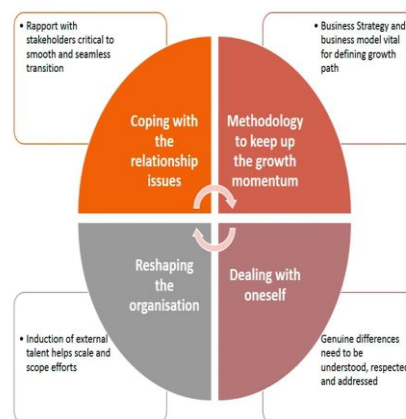 • Rapport with
stakeholders critical to
smooth and seamless
transition
• Business Strategy and
business model vital
for defining growth
path
Coping with
the
relationship
issues
Methodology
to keep up
the growth
momentum
Reshaping
the
organisation
Dealing with
oneself
• Induction of external
talent helps scale and
scope efforts
Genuine differences
need to be
understood, respected
and addressed